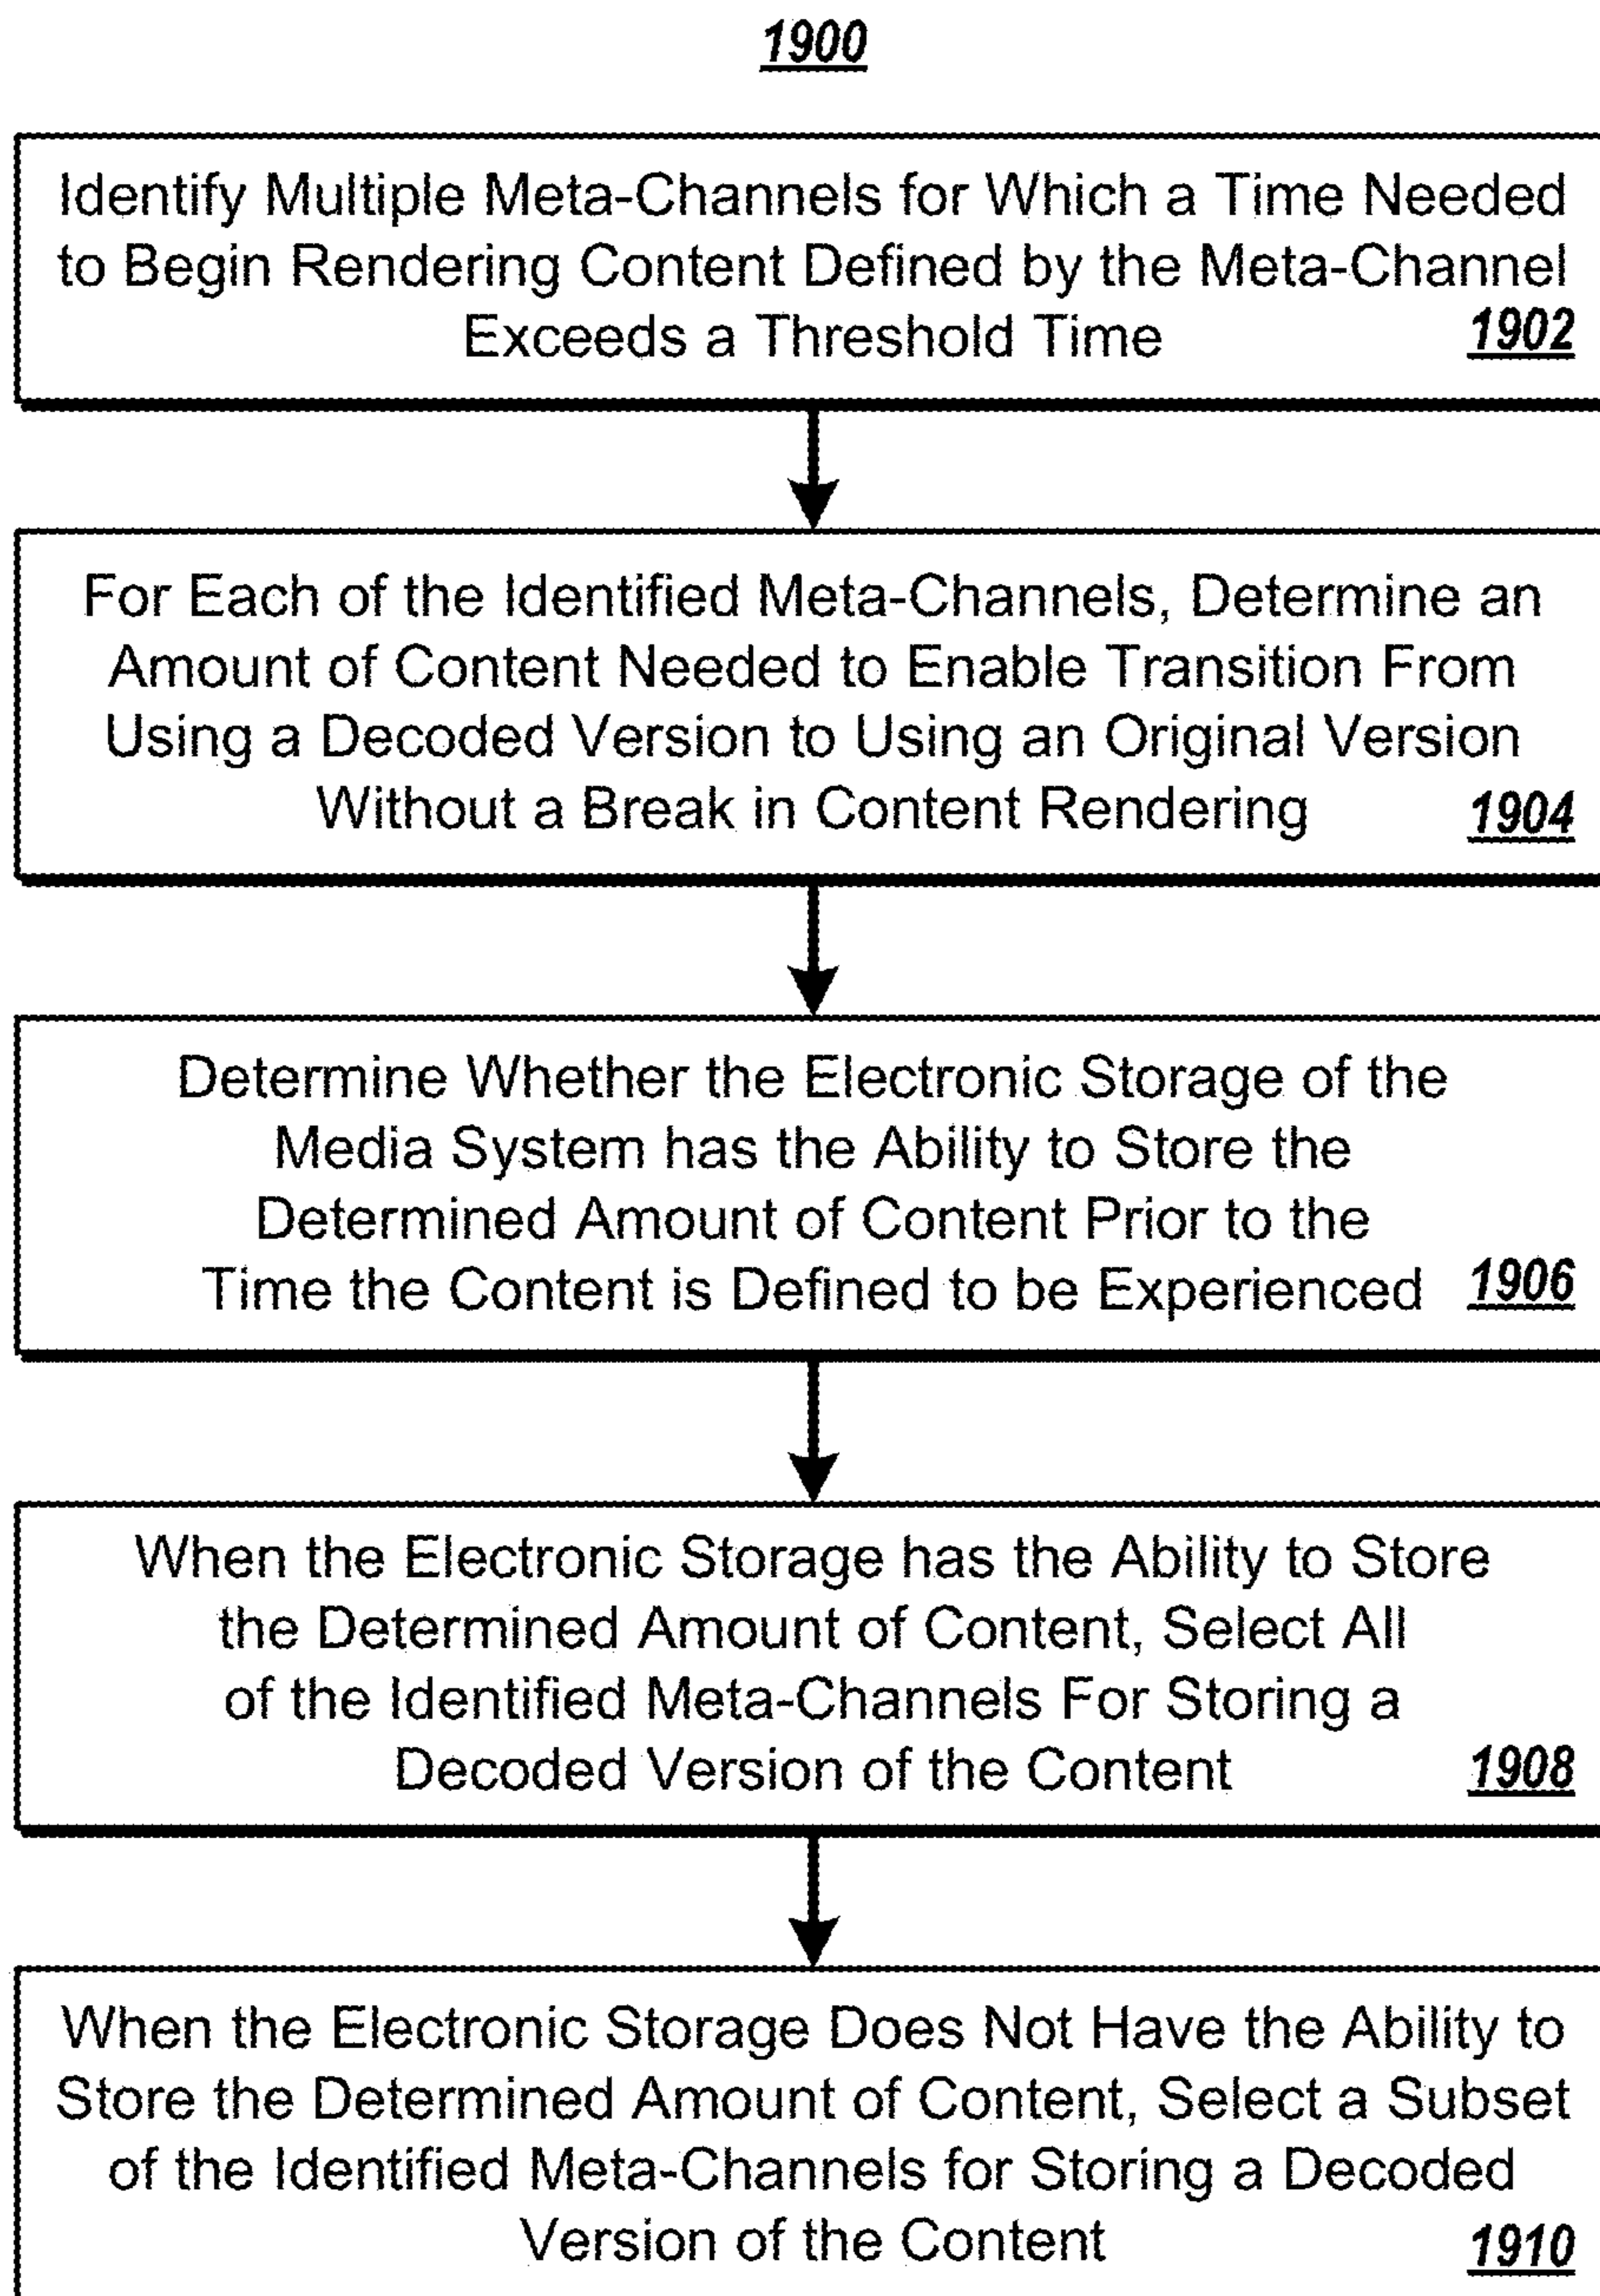 1900
Identify Multiple Meta-Channels for Which a Time Needed
to Begin Rendering Content Defined by the Meta-Channel
Exceeds a Threshold Time 1902
For Each of the Identified Meta-Channels, Determine an
Amount of Content Needed to Enable Transition From
Using a Decoded Version to Using an Original Version
Without a Break in Content Rendering 1904
Determine Whether the Electronic Storage of the
Media System has the Ability to Store the
Determined Amount of Content Prior to the
Time the Content is Defined to be Experienced 1906
When the Electronic Storage has the Ability to Store
the Determined Amount of Content, Select All
of the Identified Meta-Channels For Storing a
Decoded Version of the Content 1908
When the Electronic Storage Does Not Have the Ability to
Store the Determined Amount of Content, Select a Subset
of the Identified Meta-Channels for Storing a Decoded
Version of the Content 1910